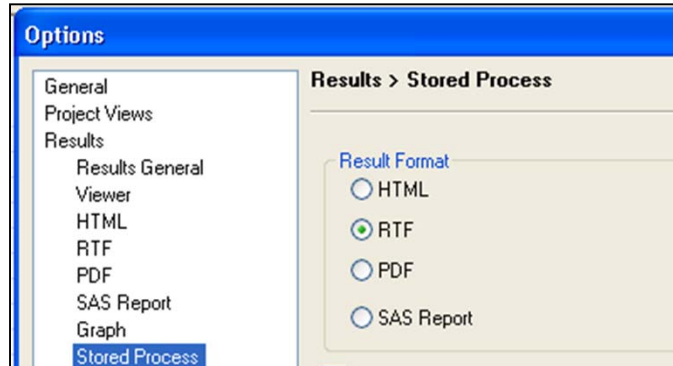 Options
General
Project Views
Results
Results General
Viewer
HTML
RTF
PDF
SAS Report
Graph
Stored Process
Results > Stored Process
Result Format
HTML
RTF
PDF
SAS Report